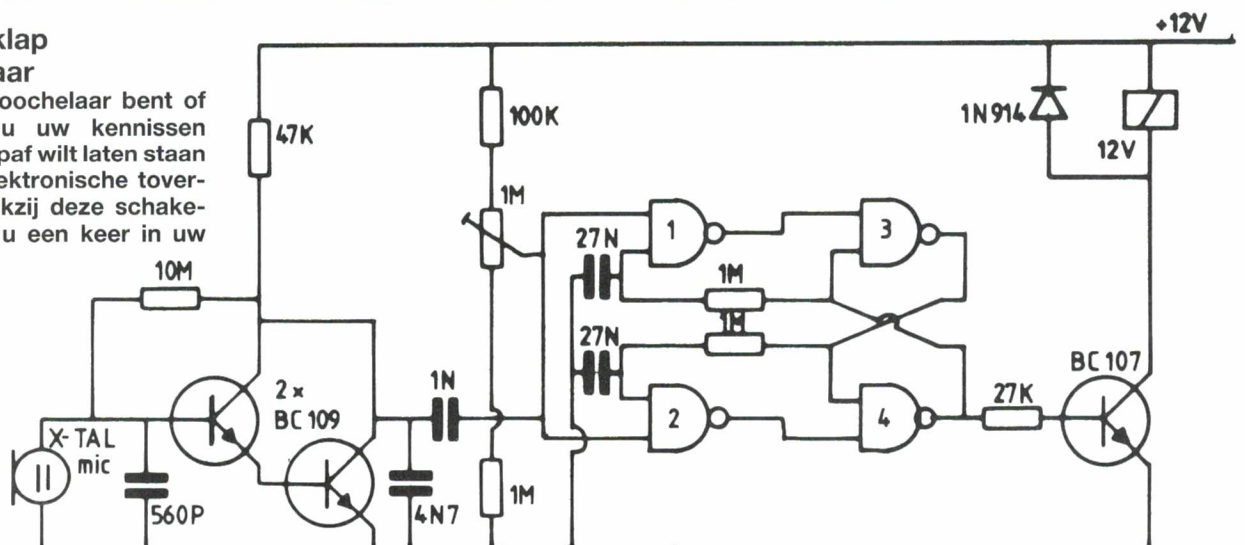 klap
aar
oochelaar bent of
u uw kennissen
paf wilt laten staan
ektronische tover-
kzij deze schake-
u een keer in uw
+12V
100K
1N914
47K
12V
1M
27N
1
3
10M
1M
1M
27N
BC 107
2 x
BC 109
1N
27K
2
4
X-TAL
mic
560P
4N7
1M